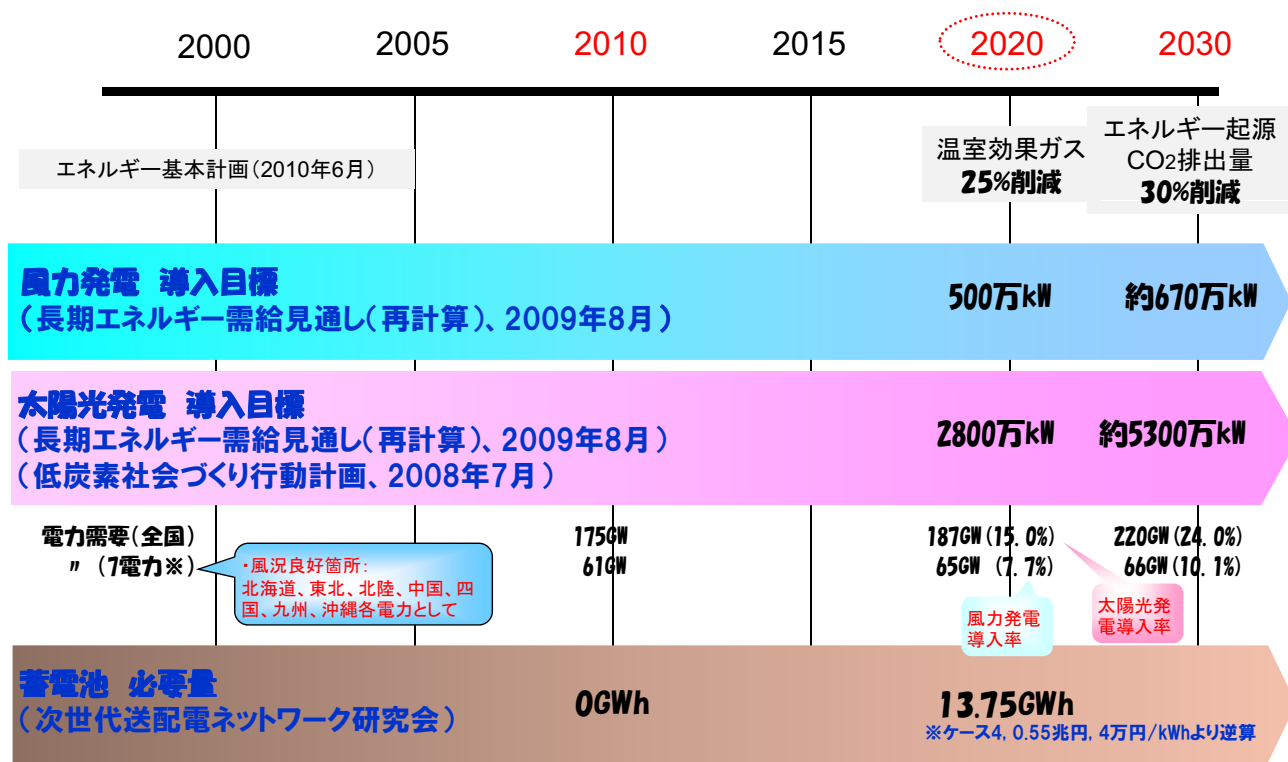 2000 2005 2010 2015 2020 2030
エネルギー基本計画(2010年6月)
温室効果ガス
25%削減
エネルギー起源
CO2排出量
30%削減
風力発電 導入目標
(長期エネルギー需給見通し(再計算)、2009年8月)
500万kW 約670万kW
太陽光発電 導入目標
(長期エネルギー需給見通し(再計算)、2009年8月)
(低炭素社会づくり行動計画、2008年7月)
2800万kW 約5300万kW
電力需要(全国) 175GW 187GW(15.0%) 220GW(24.0%)
〃 (7電力※) 61GW 65GW (7.7%) 66GW(10.1%)
・風況良好箇所:
北海道、東北、北陸、中国、四
国、九州、沖縄各電力として
風力発電
導入率
太陽光発
電導入率
蓄電池 必要量
(次世代送配電ネットワーク研究会)
0GWh 13.75GWh
※ケース4, 0.55兆円, 4万円/kWhより逆算